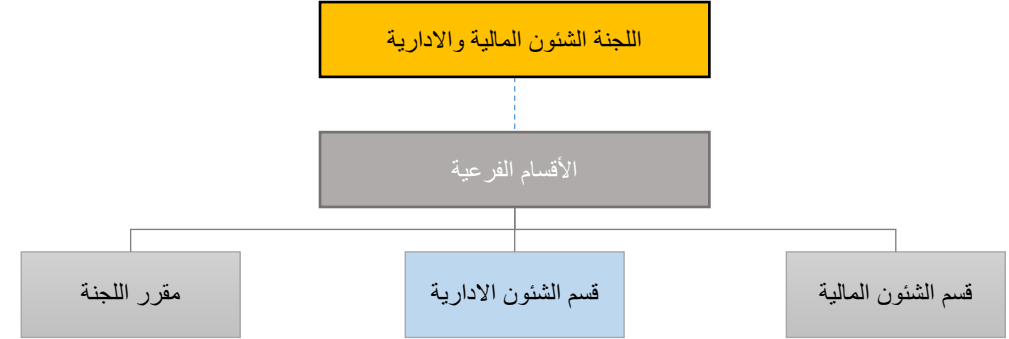 اللجنة الشئون المالية والادارية
الأقسام الفرعية
قسم الشئون المالية
قسم الشئون الادارية
مقرر اللجنة